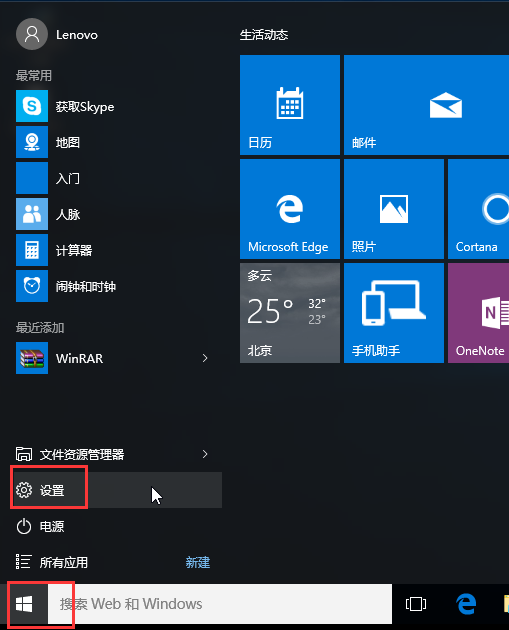 Lenovo
最常用
获取Skype
地图
入门
人脉
计算器
闹钟和时钟
最近添加
WinRAR
文件资源管理器
设置
电源
所有应用 新建
搜索 Web 和 Windows
生活动态
日历
邮件
Microsoft Edge
照片
Cortana
多云
25° 32°
23°
北京
手机助手
N
OneNote